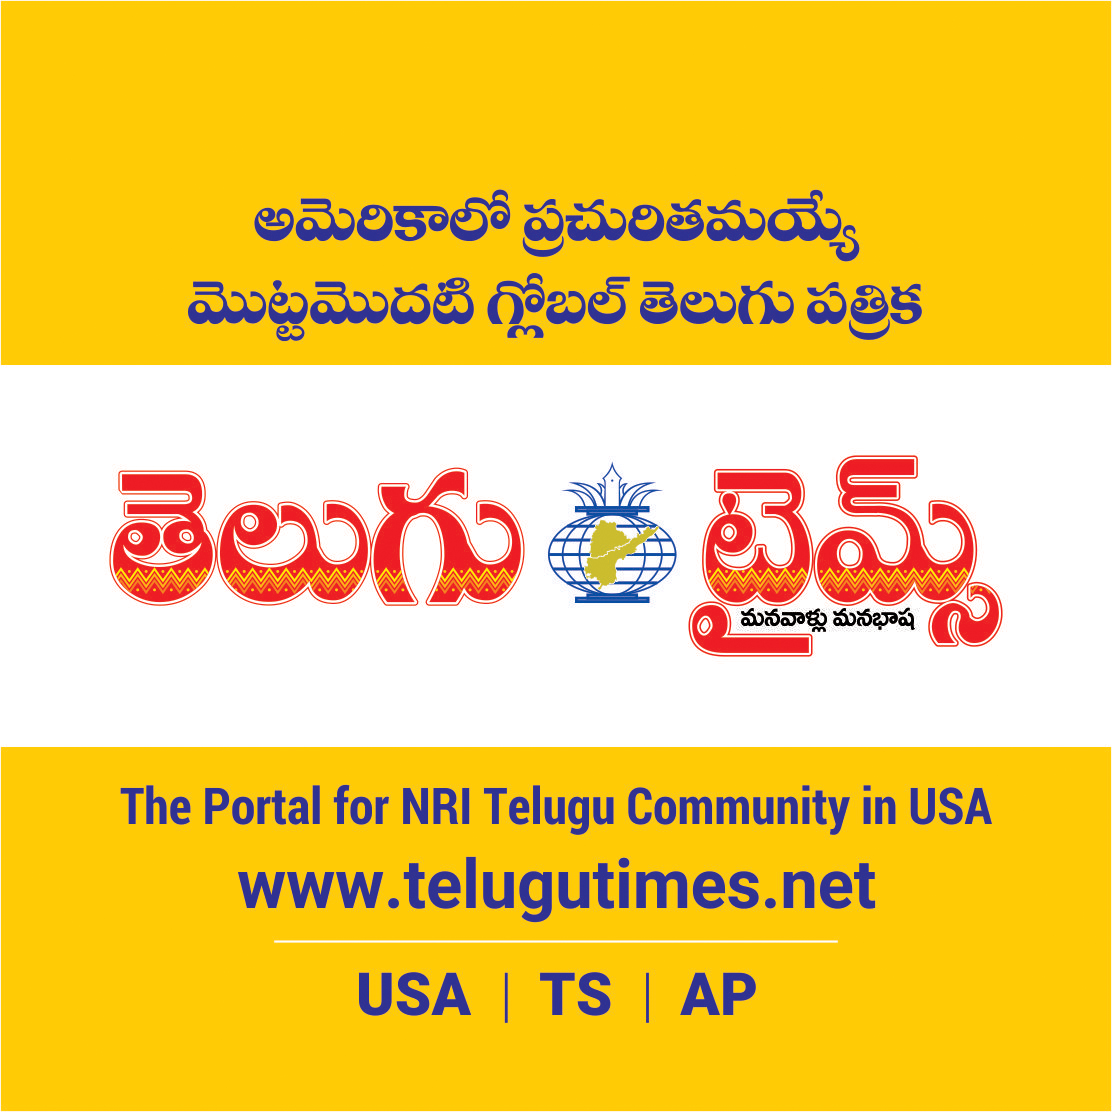 అమెరికాలో ప్రచురితమయ్యే
మొట్టమొదటి గ్లోబల్ తెలుగు పత్రిక
తెలుగు టైమ్స్
మనవాళ్లు మనభాష
The Portal for NRI Telugu Community in USA
www.telugutimes.net
USA | TS | AP